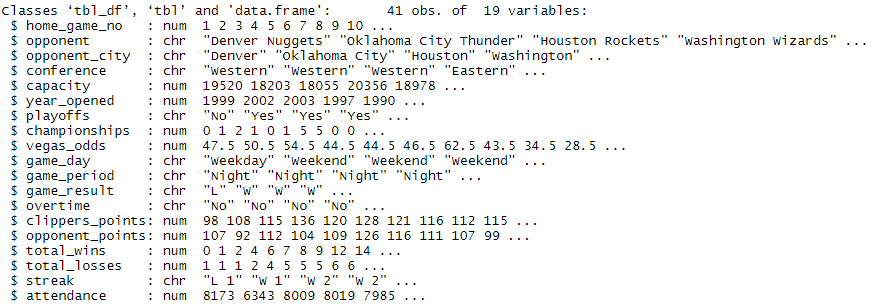 Classes ‘tbl_df’, ‘tbl’ and 'data.frame':	41 obs. of  19 variables:
 $ home_game_no   : num  1 2 3 4 5 6 7 8 9 10 ...
 $ opponent       : chr  "Denver Nuggets" "Oklahoma City Thunder" "Houston Rockets" "Washington Wizards" ...
 $ opponent_city  : chr  "Denver" "Oklahoma City" "Houston" "Washington" ...
 $ conference     : chr  "Western" "Western" "Western" "Eastern" ...
 $ capacity       : num  19520 18203 18055 20356 18978 ...
 $ year_opened    : num  1999 2002 2003 1997 1990 ...
 $ playoffs       : chr  "No" "Yes" "Yes" "Yes" ...
 $ championships  : num  0 1 2 1 0 1 5 5 0 0 ...
 $ vegas_odds     : num  47.5 50.5 54.5 44.5 44.5 46.5 62.5 43.5 34.5 28.5 ...
 $ game_day       : chr  "Weekday" "Weekend" "Weekend" "Weekend" ...
 $ game_period    : chr  "Night" "Night" "Night" "Night" ...
 $ game_result    : chr  "L" "W" "W" "W" ...
 $ overtime       : chr  "No" "No" "No" "No" ...
 $ clippers_points: num  98 108 115 136 120 128 121 116 112 115 ...
 $ opponent_points: num  107 92 112 104 109 126 116 111 107 99 ...
 $ total_wins     : num  0 1 2 4 6 7 8 9 12 14 ...
 $ total_losses   : num  1 1 1 2 4 5 5 5 6 6 ...
 $ streak         : chr  "L 1" "W 1" "W 2" "W 2" ...
 $ attendance     : num  8173 6343 8009 8019 7985 ...